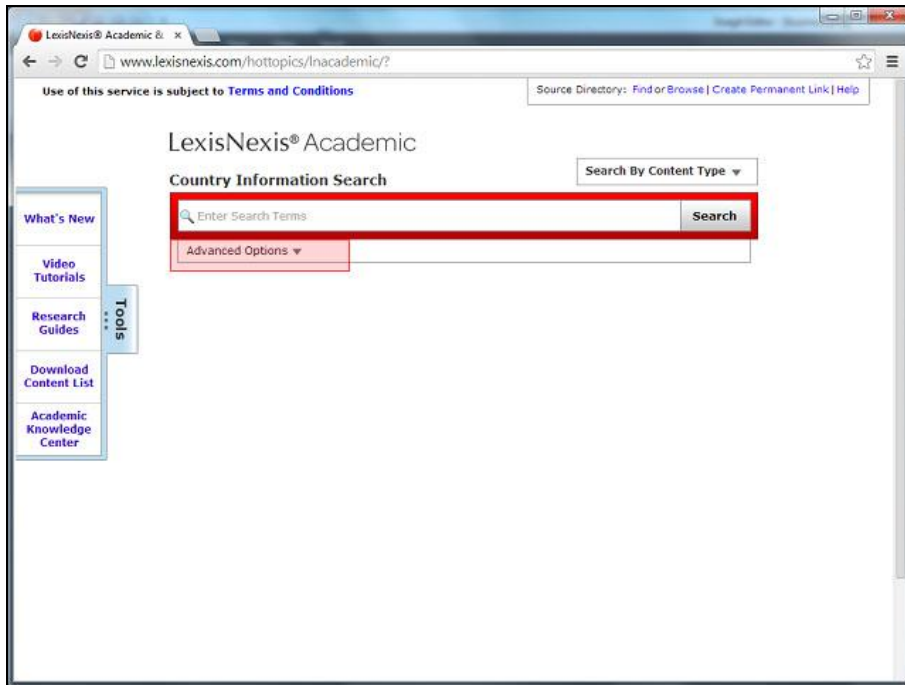 LexisNexis® Academic &
www.lexisnexis.com/hottopics/lnacademic/?
Use of this service is subject to Terms and Conditions
Source Directory: Find or Browse | Create Permanent Link | Help
LexisNexis® Academic
Search By Content Type
Country Information Search
Enter Search Terms
Search
Advanced Options
What's New
Video
Tutorials
Research
Guides
Download
Content List
Academic
Knowledge
Center
Tools